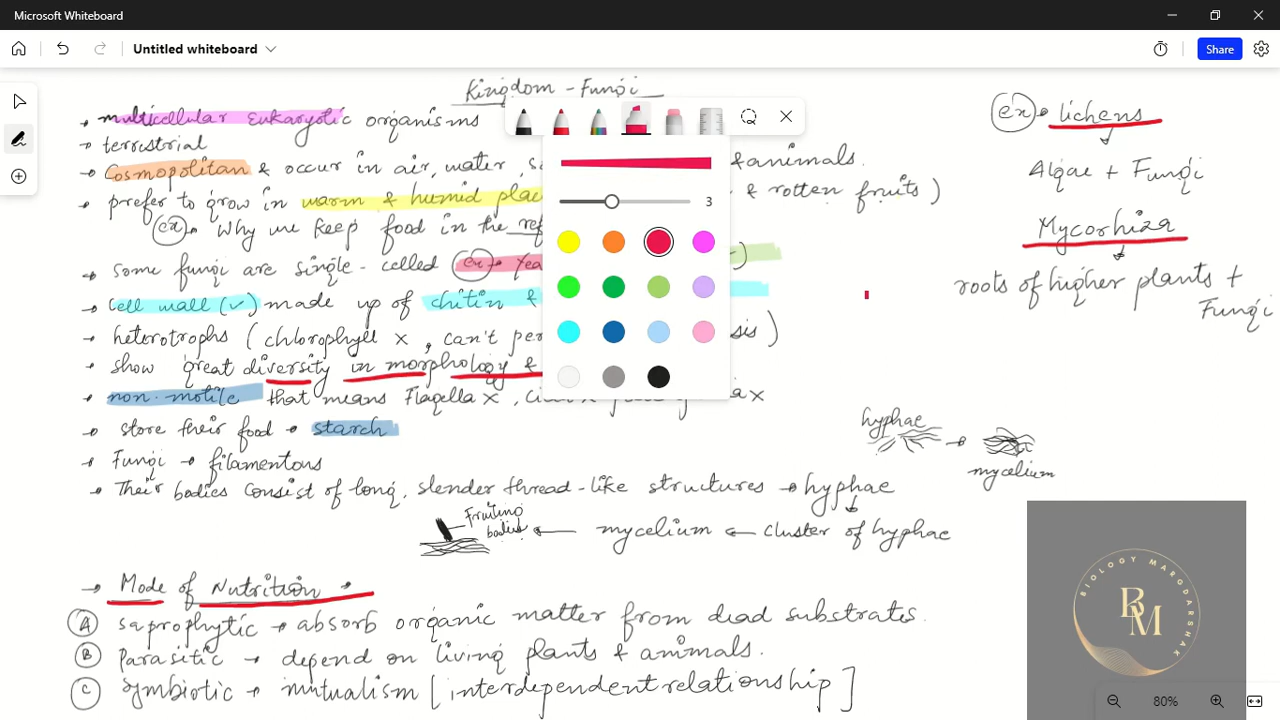 Microsoft Whiteboard
Untitled whiteboard
Share
Kingdom - Fungi
• multicellular eukaryotic organisms
• terrestrial
• Cosmopolitan & occur in air, water, & animals.
• prefer to grow in warm & humid & rotten fruits )
(ex) • Why we keep food in the
• some fungi are single-celled (ex)
• cell wall (✓) made up of chitin &
• heterotrophs ( chlorophyll x , can't )
• show great diversity in morphology &
• non-motile that means Flagella x ,
• store their food → starch
• Fungi → filamentous
→ Their bodies consist of long, slender thread-like structures → hyphae
Fruiting bodies ← mycelium ← cluster of hyphae
→ Mode of Nutrition →
(A) saprophytic → absorb organic matter from dead substrates.
(B) Parasitic → depend on living plants & animals.
(C) Symbiotic → mutualism [interdependent relationship]
3
(ex) • lichens
Algae + Fungi
Mycorhiza
roots of higher plants +
Fungi
hyphae →
mycelium
BIOLOGY MARGDARSHAK
BM
80%